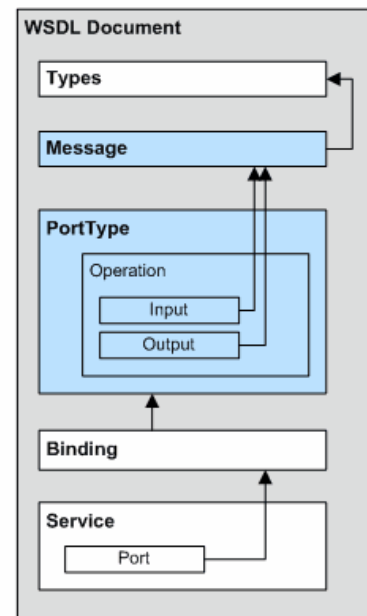 WSDL Document
Types
Message
PortType
Operation
Input
Output
Binding
Service
Port